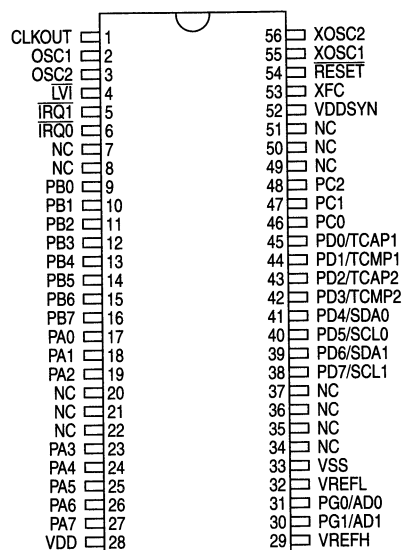 CLKOUT 1 56 XOSC2
OSC1 2 55 XOSC1
OSC2 3 54 RESET
LVI 4 53 XFC
IRQ1 5 52 VDDSYN
IRQ0 6 51 NC
NC 7 50 NC
NC 8 49 NC
PB0 9 48 PC2
PB1 10 47 PC1
PB2 11 46 PC0
PB3 12 45 PD0/TCAP1
PB4 13 44 PD1/TCMP1
PB5 14 43 PD2/TCAP2
PB6 15 42 PD3/TCMP2
PB7 16 41 PD4/SDA0
PA0 17 40 PD5/SCL0
PA1 18 39 PD6/SDA1
PA2 19 38 PD7/SCL1
NC 20 37 NC
NC 21 36 NC
NC 22 35 NC
PA3 23 34 NC
PA4 24 33 VSS
PA5 25 32 VREFL
PA6 26 31 PG0/AD0
PA7 27 30 PG1/AD1
VDD 28 29 VREFH